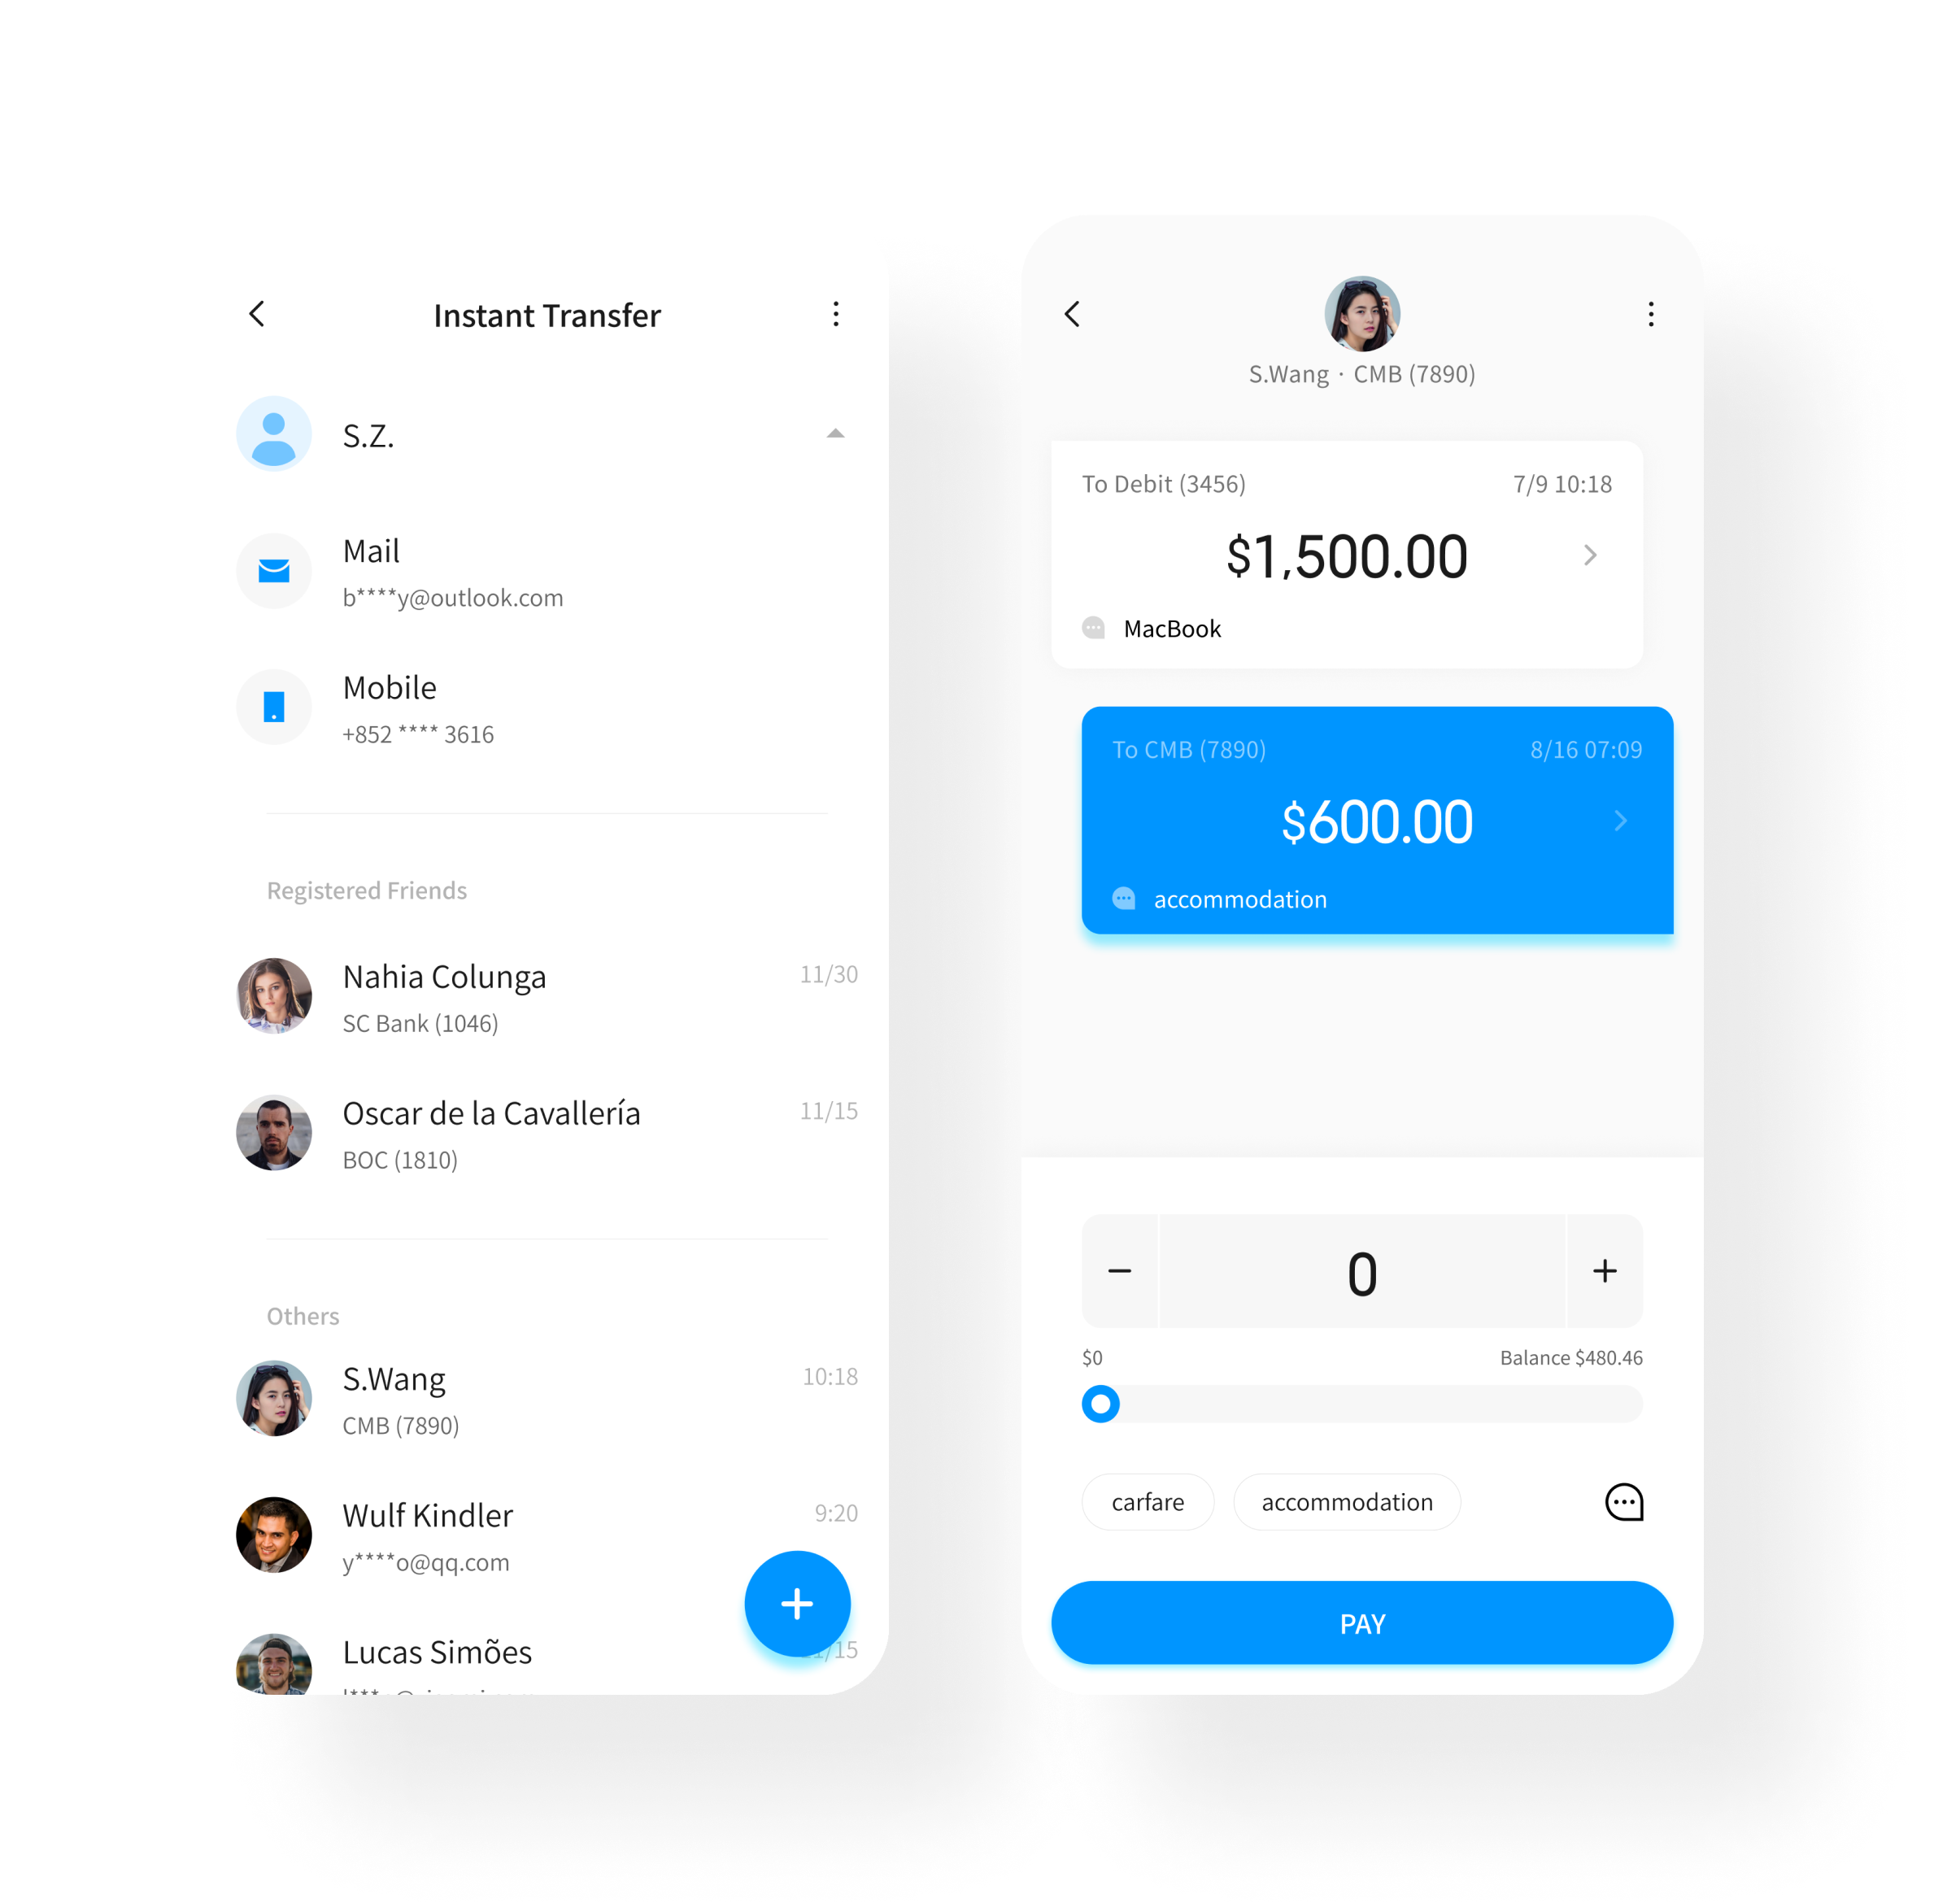 Instant Transfer
S.Z.
Mail
b****y@outlook.com
Mobile
+852 **** 3616
Registered Friends
Nahia Colunga 11/30
SC Bank (1046)
Oscar de la Cavallería 11/15
BOC (1810)
Others
S.Wang 10:18
CMB (7890)
Wulf Kindler 9:20
y****o@qq.com
Lucas Simões /15
S.Wang · CMB (7890)
To Debit (3456) 7/9 10:18
$1,500.00
MacBook
To CMB (7890) 8/16 07:09
$600.00
accommodation
− 0 +
$0 Balance $480.46
carfare accommodation
PAY